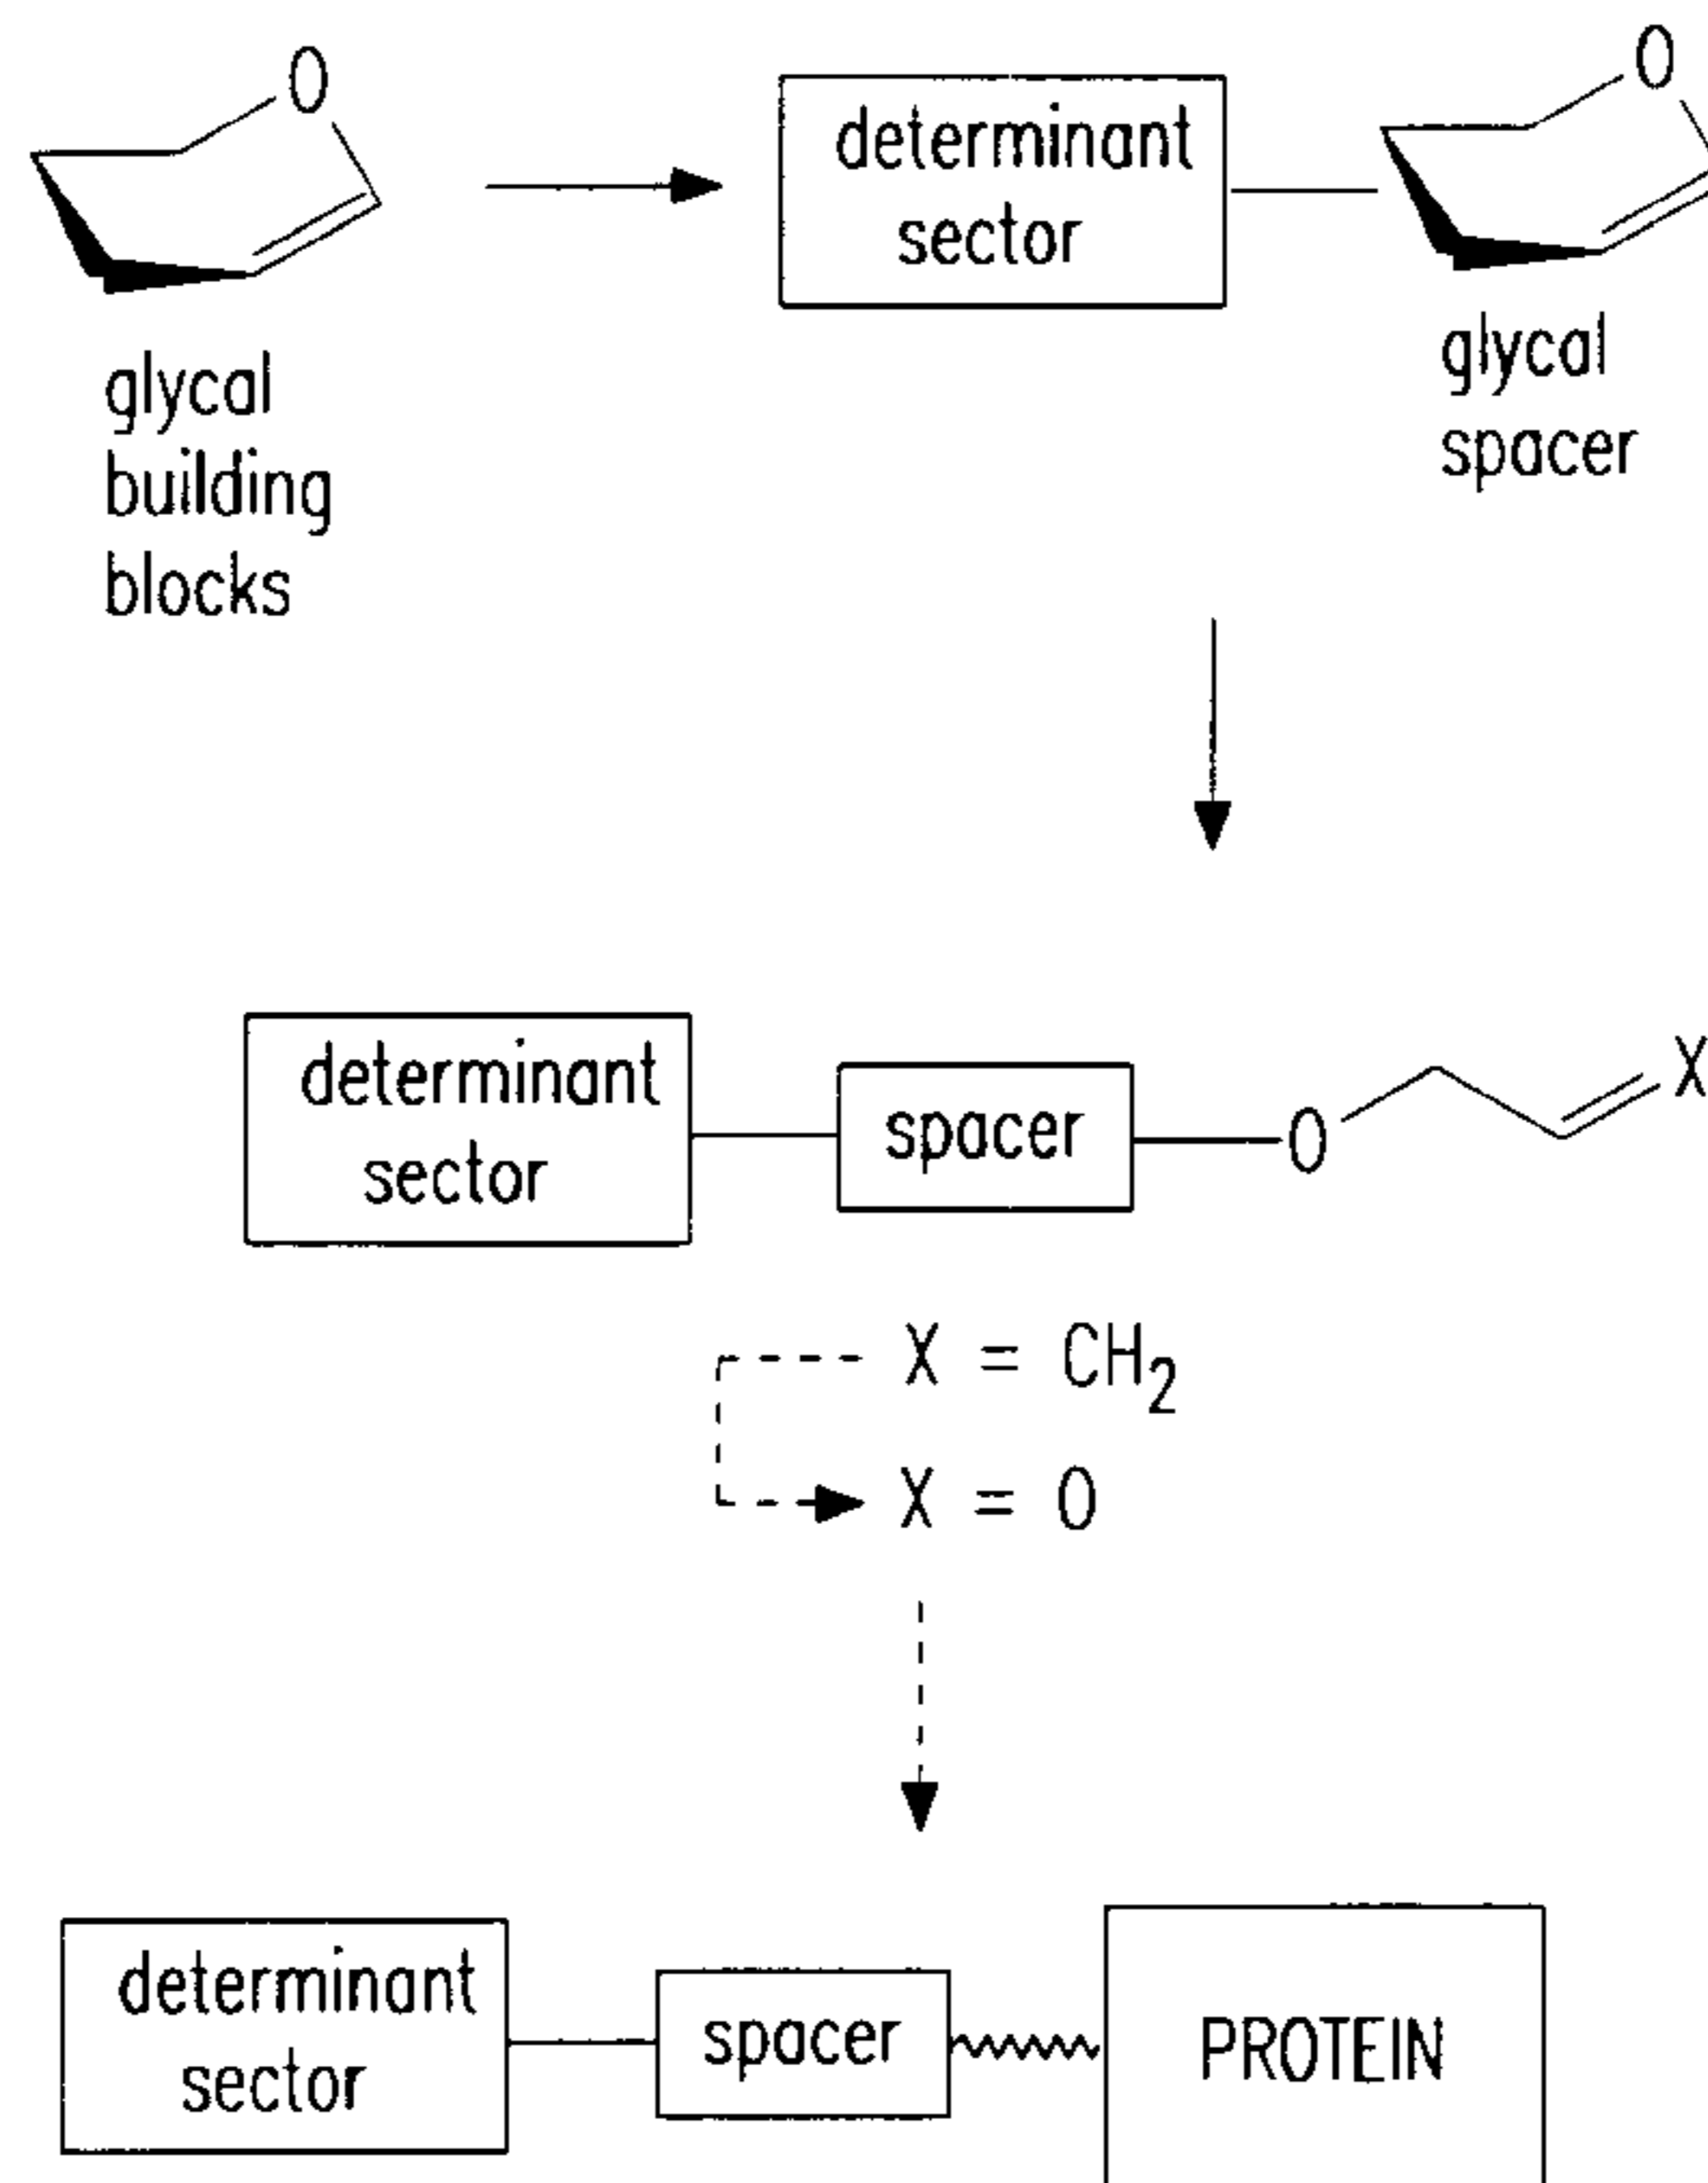 O
O
determinant
sector
glycal
building
blocks
glycal
spacer
determinant
sector
spacer
O
X
X = CH2
X = O
determinant
sector
spacer
PROTEIN